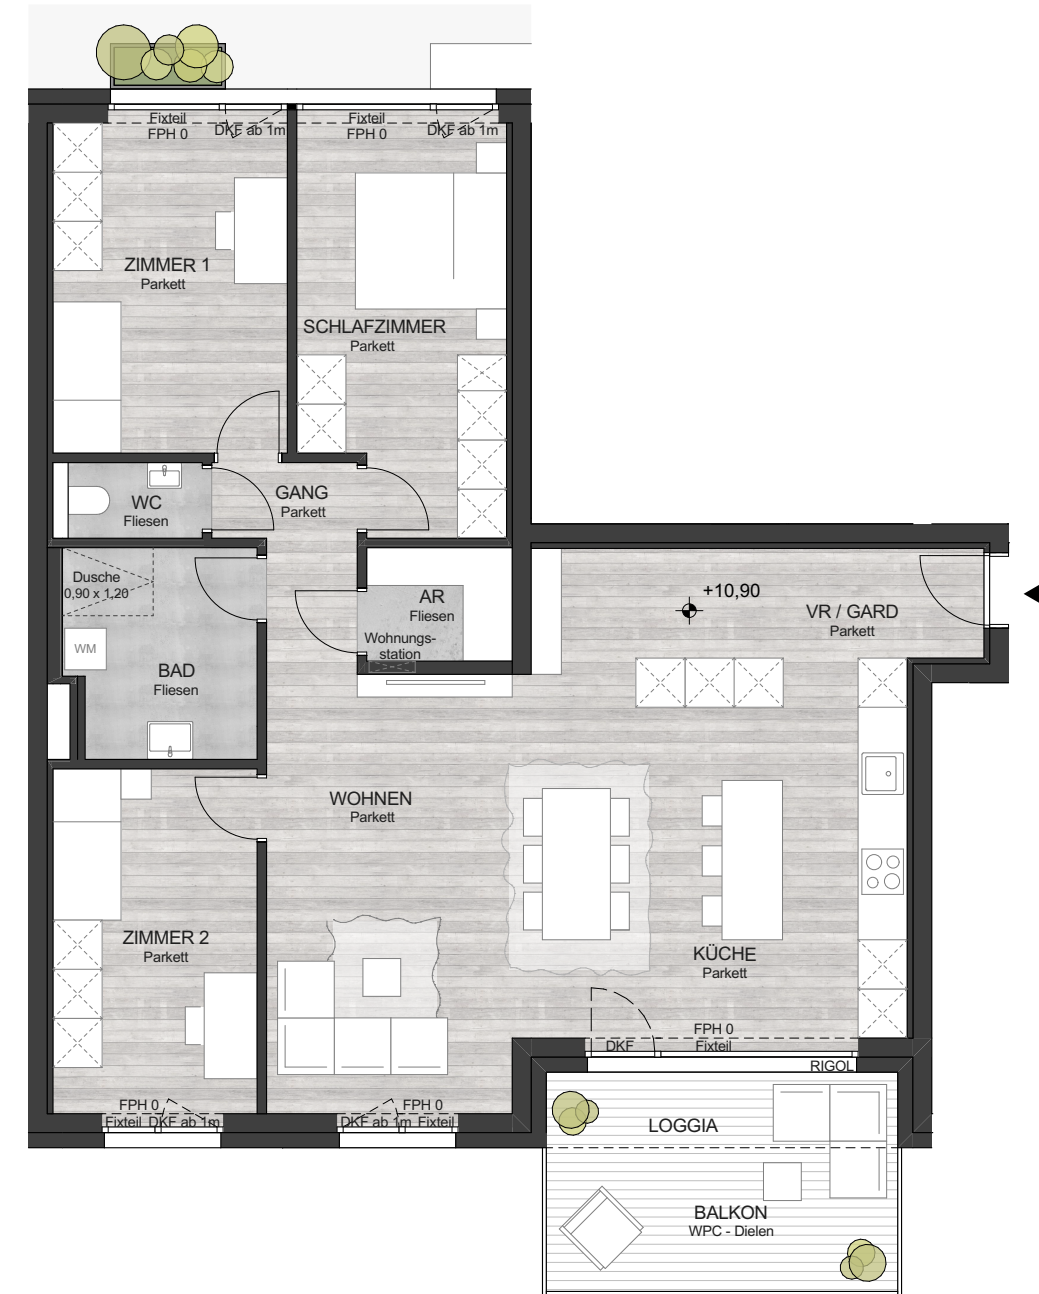 Fixteil
FPH 0
DKF ab 1m
Fixteil
FPH 0
DKF ab 1m
ZIMMER 1
Parkett
SCHLAFZIMMER
Parkett
WC
Fliesen
GANG
Parkett
Dusche
0,90 x 1,20
WM
BAD
Fliesen
AR
Fliesen
Wohnungs-
station
+10,90
VR / GARD
Parkett
WOHNEN
Parkett
ZIMMER 2
Parkett
KÜCHE
Parkett
FPH 0
DKF
Fixteil
RIGOL
FPH 0
Fixteil DKF ab 1m
FPH 0
DKF ab 1m Fixteil
LOGGIA
BALKON
WPC - Dielen